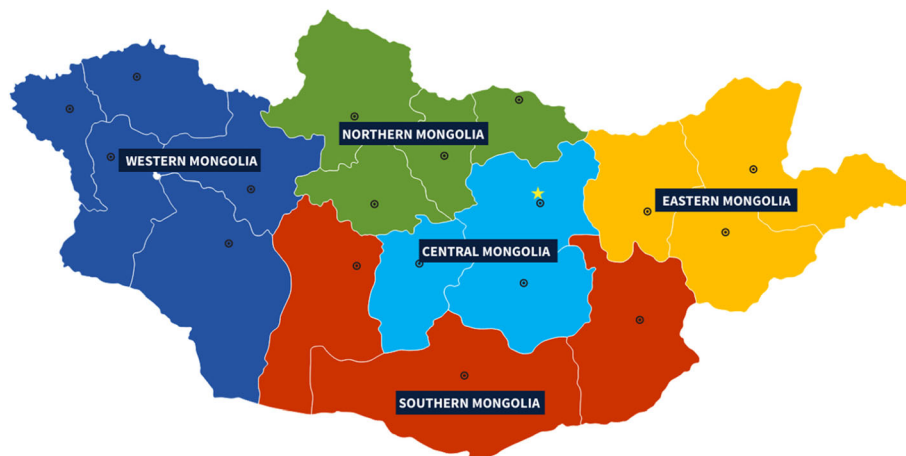 NORTHERN MONGOLIA
WESTERN MONGOLIA
EASTERN MONGOLIA
CENTRAL MONGOLIA
SOUTHERN MONGOLIA